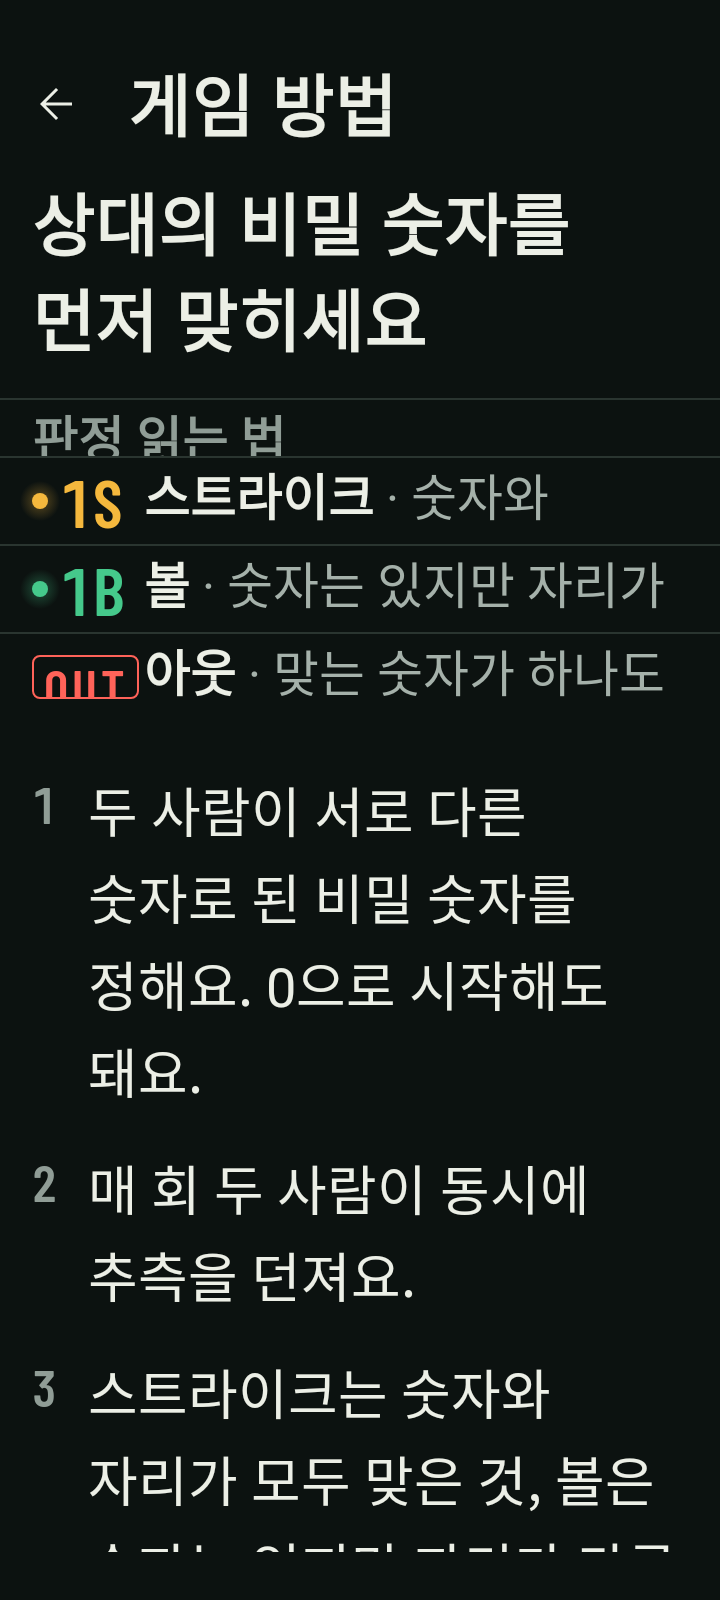 게임 방법
상대의 비밀 숫자를
먼저 맞히세요
판정 읽는 법
1S 스트라이크 · 숫자와
1B 볼 · 숫자는 있지만 자리가
OUT 아웃 · 맞는 숫자가 하나도
1 두 사람이 서로 다른
숫자로 된 비밀 숫자를
정해요. 0으로 시작해도
돼요.
2 매 회 두 사람이 동시에
추측을 던져요.
3 스트라이크는 숫자와
자리가 모두 맞은 것, 볼은